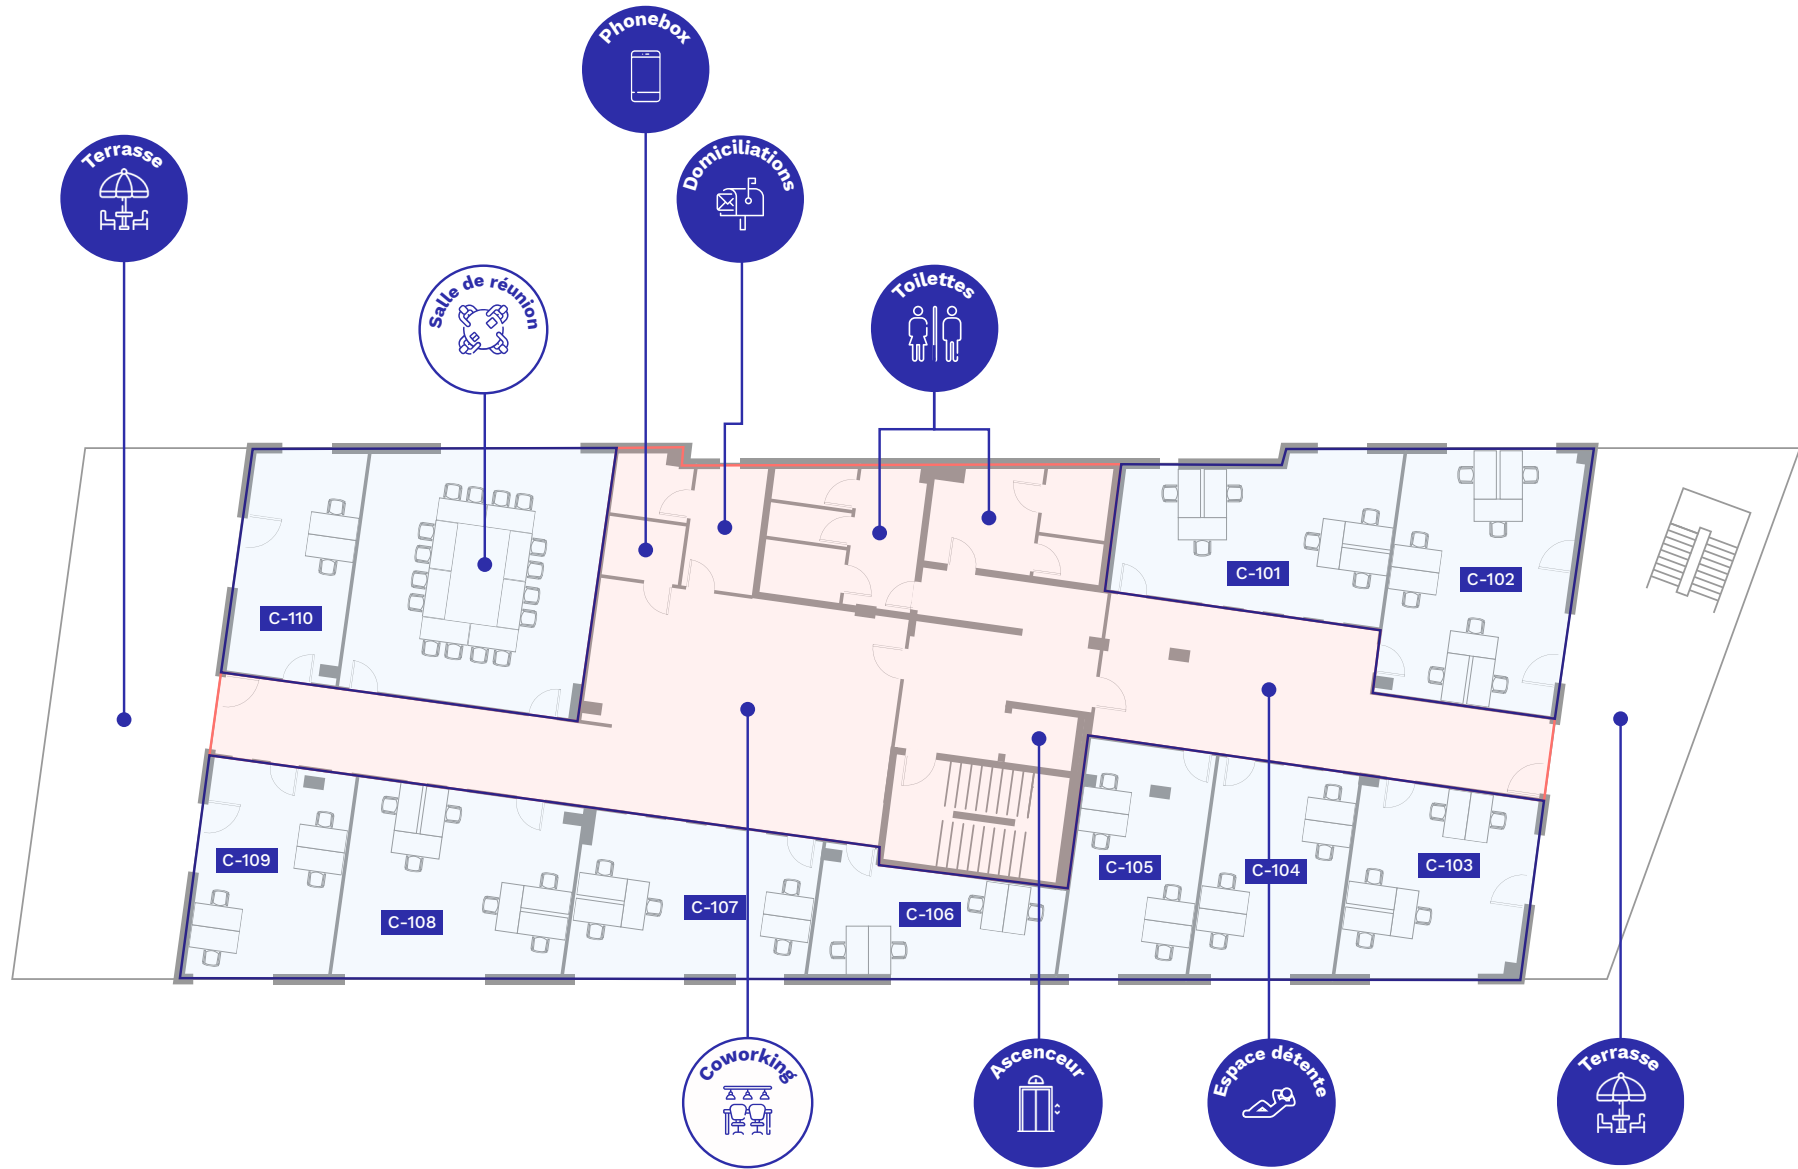 Phonebox
Terrasse
Domiciliations
Salle de réunion
Toilettes
C-101
C-102
C-110
C-109
C-105
C-104
C-103
C-108
C-107
C-106
Coworking
Ascenceur
Espace détente
Terrasse